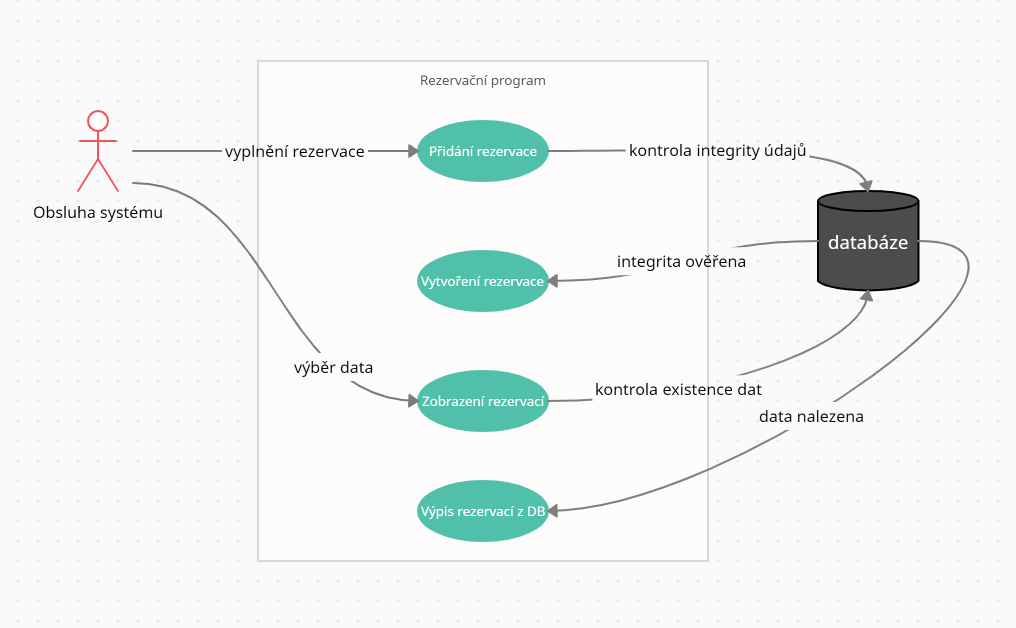 Rezervační program
Přidání rezervace
vyplnění rezervace
kontrola integrity údajů
Obsluha systému
databáze
integrita ověřena
Vytvoření rezervace
výběr data
kontrola existence dat
Zobrazení rezervací
data nalezena
Výpis rezervací z DB